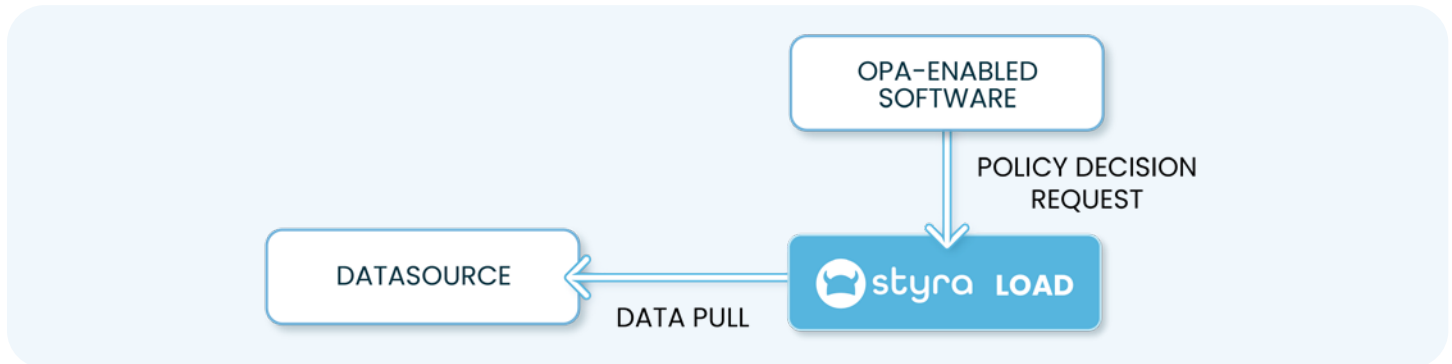 OPA-ENABLED
SOFTWARE
POLICY DECISION
REQUEST
DATASOURCE
styra LOAD
DATA PULL